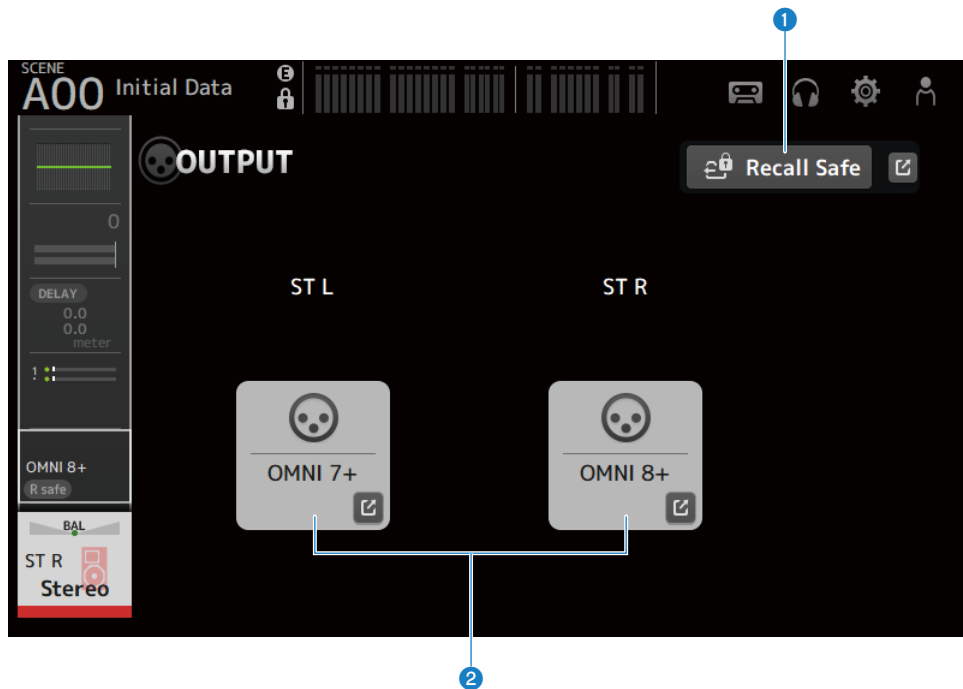 1
SCENE
A00 Initial Data
E
OUTPUT
Recall Safe
0
DELAY
0.0
0.0
meter
1
ST L
ST R
OMNI 7+
OMNI 8+
OMNI 8+
R safe
BAL
ST R
Stereo
2